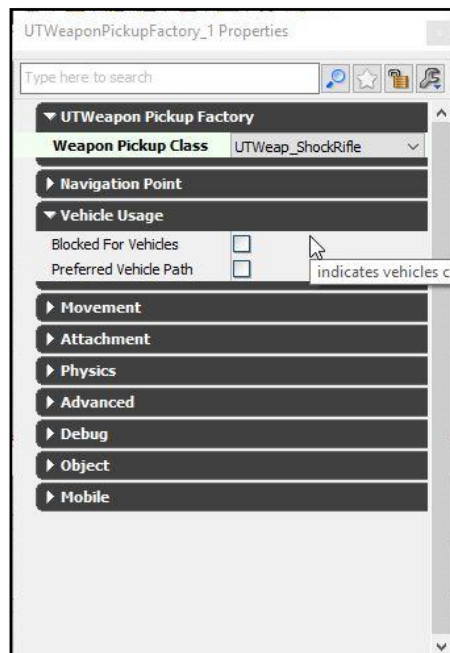 UTWeaponPickupFactory_1 Properties
Type here to search
UTWeapon Pickup Factory
Weapon Pickup Class UTWeap_ShockRifle
Navigation Point
Vehicle Usage
Blocked For Vehicles
Preferred Vehicle Path
indicates vehicles c
Movement
Attachment
Physics
Advanced
Debug
Object
Mobile